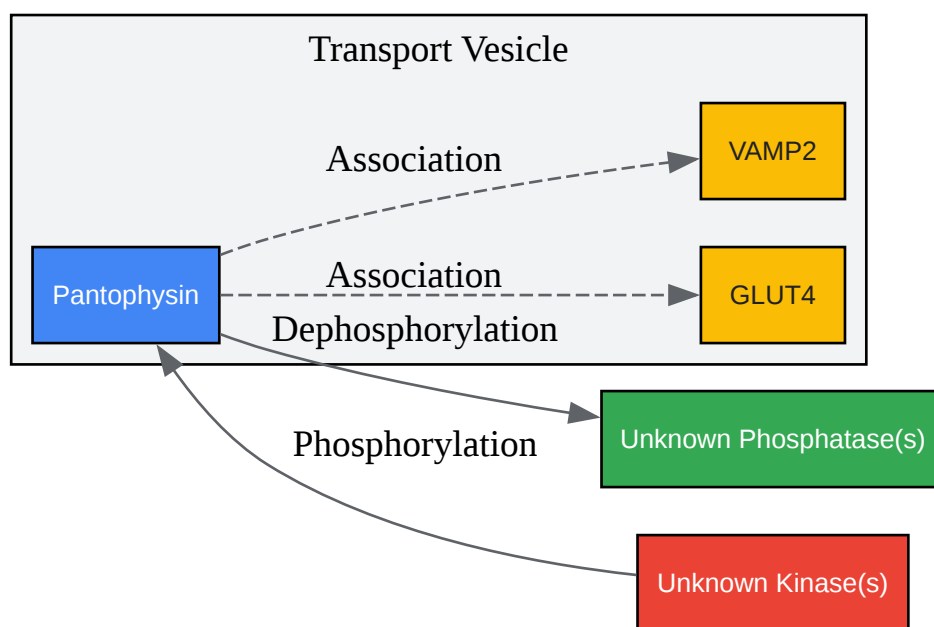 Transport Vesicle
Association
VAMP2
Pantophysin
Association
GLUT4
Dephosphorylation
Phosphorylation
Unknown Phosphatase(s)
Unknown Kinase(s)